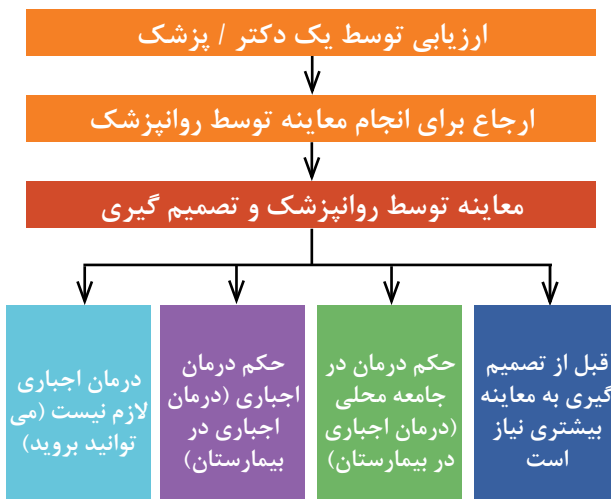 ارزیابی توسط یک دکتر / پزشک
ارجاع برای انجام معاینه توسط روانپزشک
معاینه توسط روانپزشک و تصمیم گیری
قبل از تصمیم
گیری به معاینه
بیشتری نیاز
است
حکم درمان در
جامعه محلی
(درمان اجباری
در بیمارستان)
حکم درمان
اجباری (درمان
اجباری در
بیمارستان)
درمان اجباری
لازم نیست (می
توانید بروید)